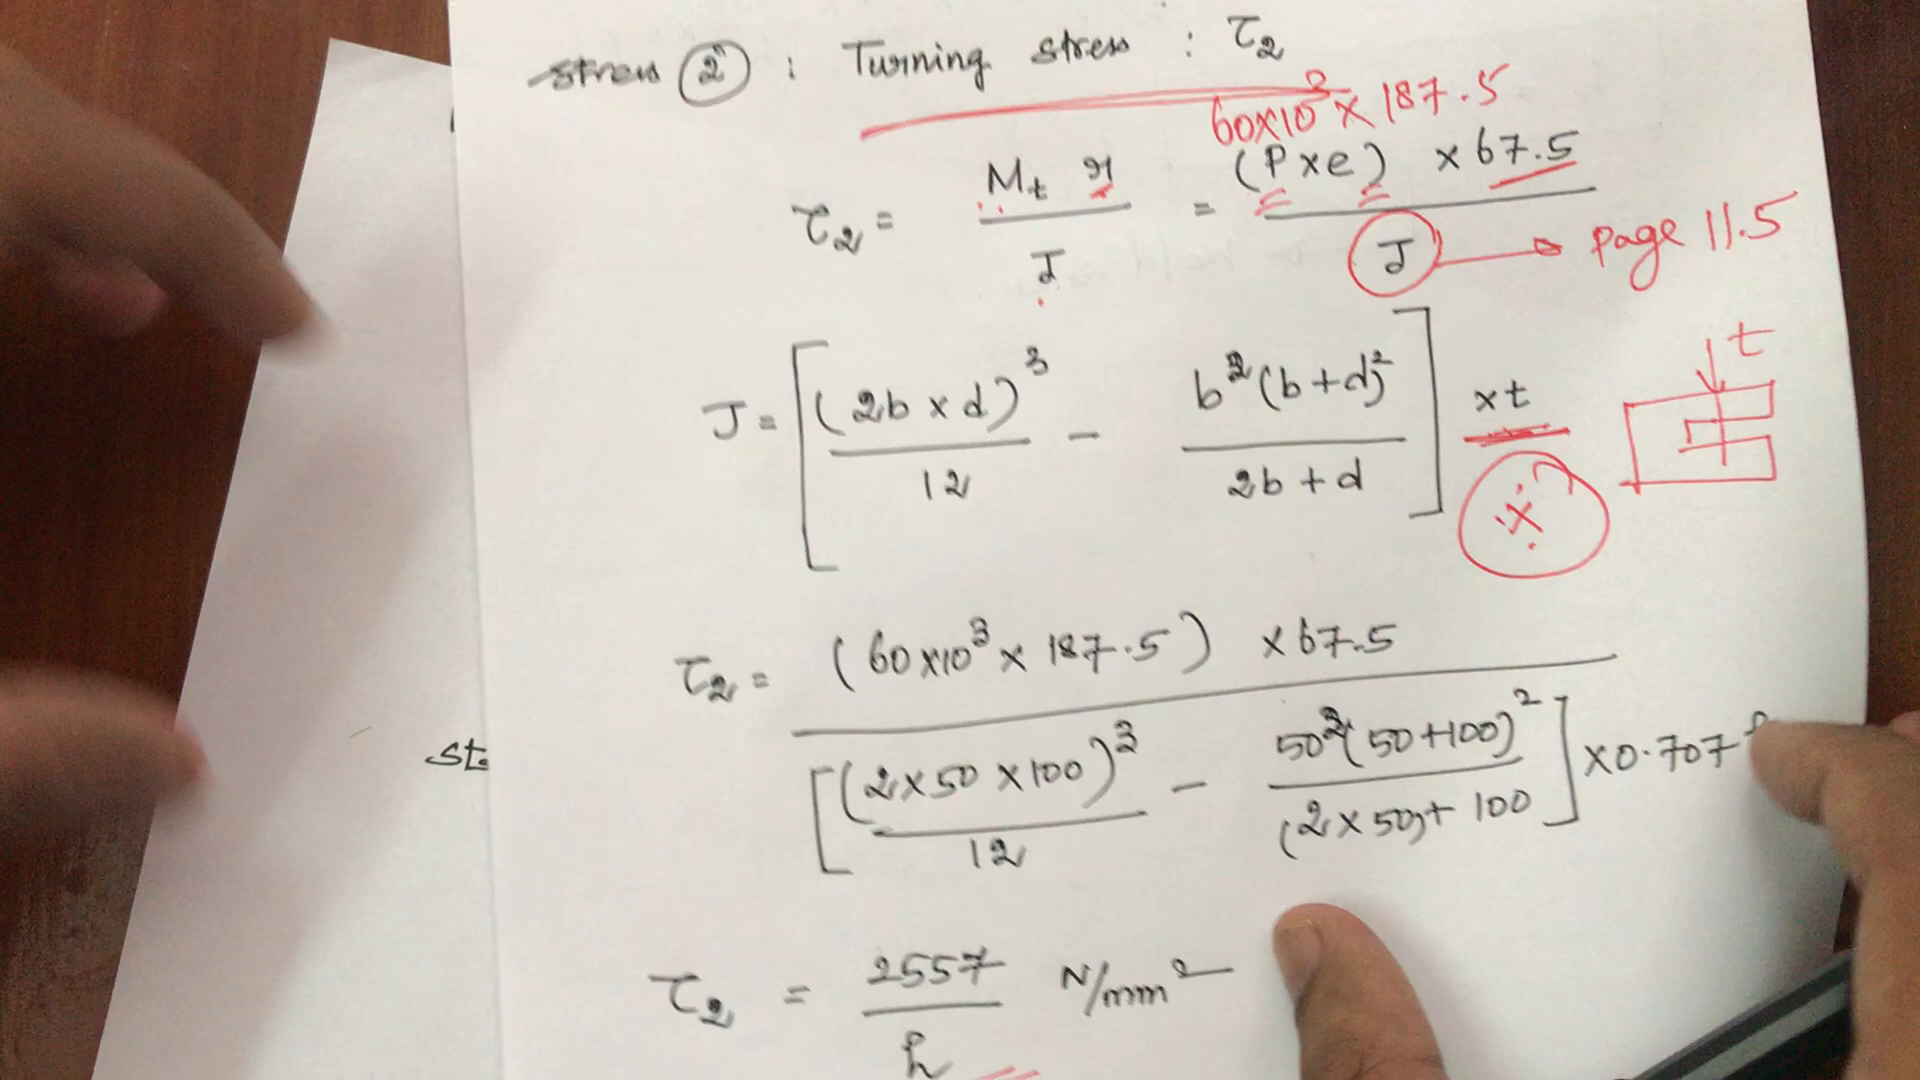 stress ② : Turning stress : τ₂
60×10³ × 187.5
τ₂ = Mt r / J = (P×e) × 67.5 / J → Page 11.5
t
J = [ (2b × d)³ / 12 - b²(b+d)² / 2b + d ] × t
τ₂ = (60×10³ × 187.5) × 67.5 / [ (2×50×100)³ / 12 - 50²(50+100)² / (2×50)+ 100 ] ×0.707
τ₂ = 2557 / h N/mm²